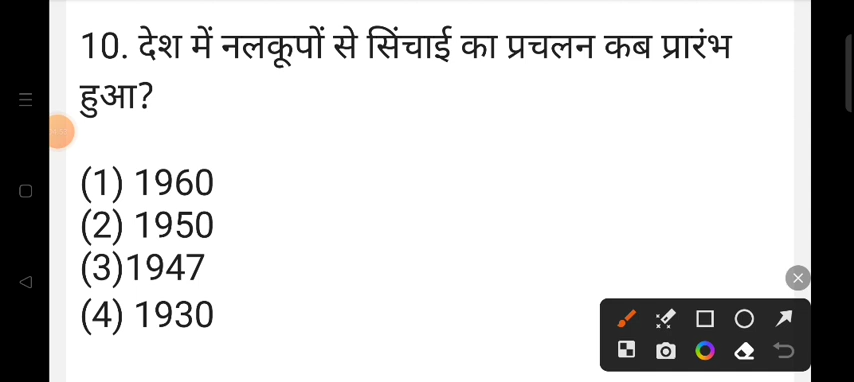 10. देश में नलकूपों से सिंचाई का प्रचलन कब प्रारंभ
हुआ?
(1) 1960
(2) 1950
(3)1947
(4) 1930